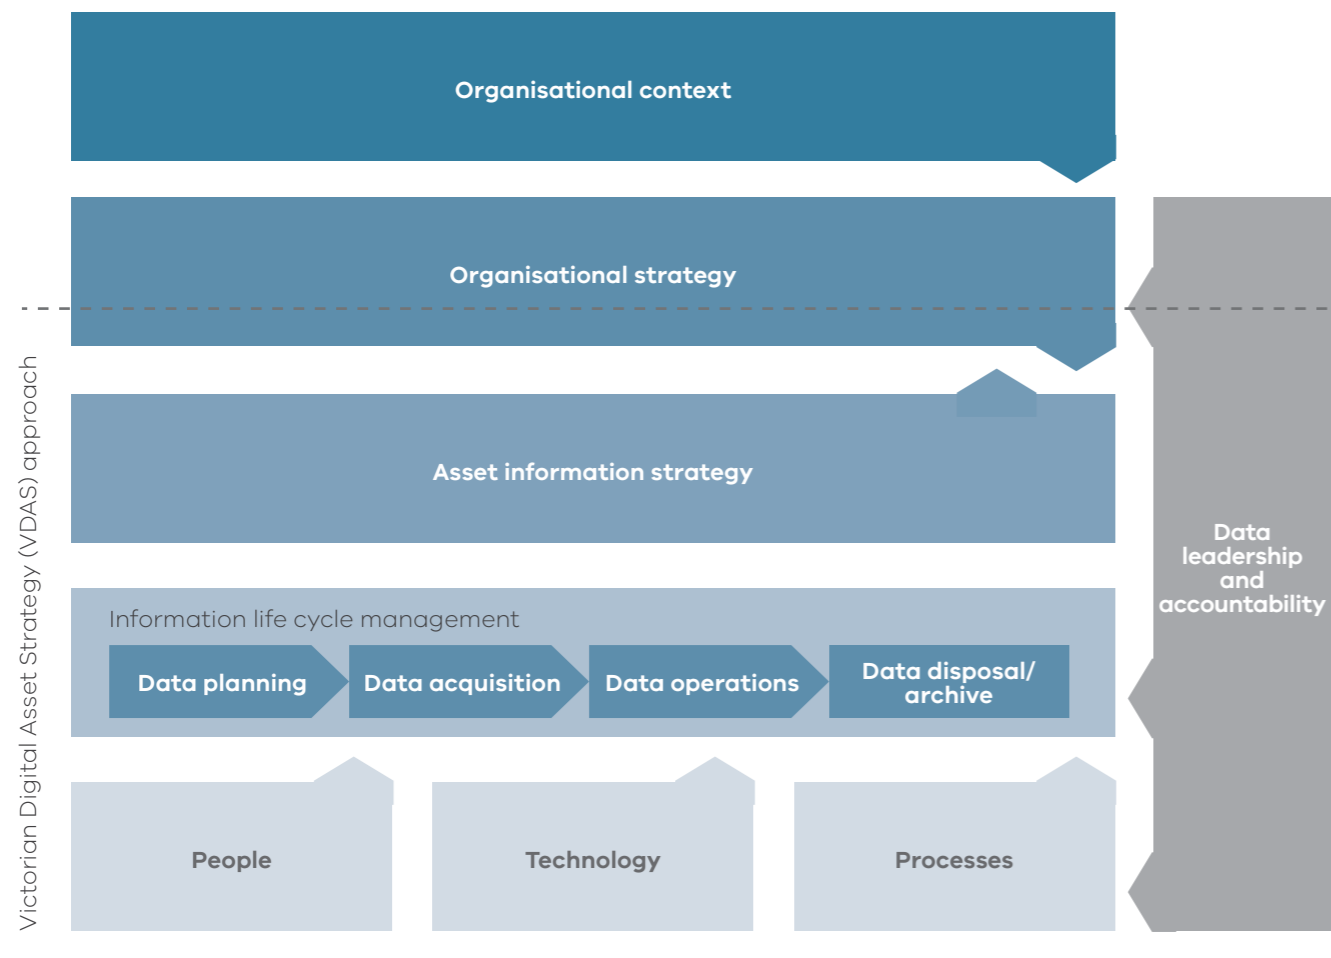 Organisational context
Organisational strategy
Asset information strategy
Information life cycle management
Data planning
Data acquisition
Data operations
Data disposal/
archive
People
Technology
Processes
Data
leadership
and
accountability
Victorian Digital Asset Strategy (VDAS) approach